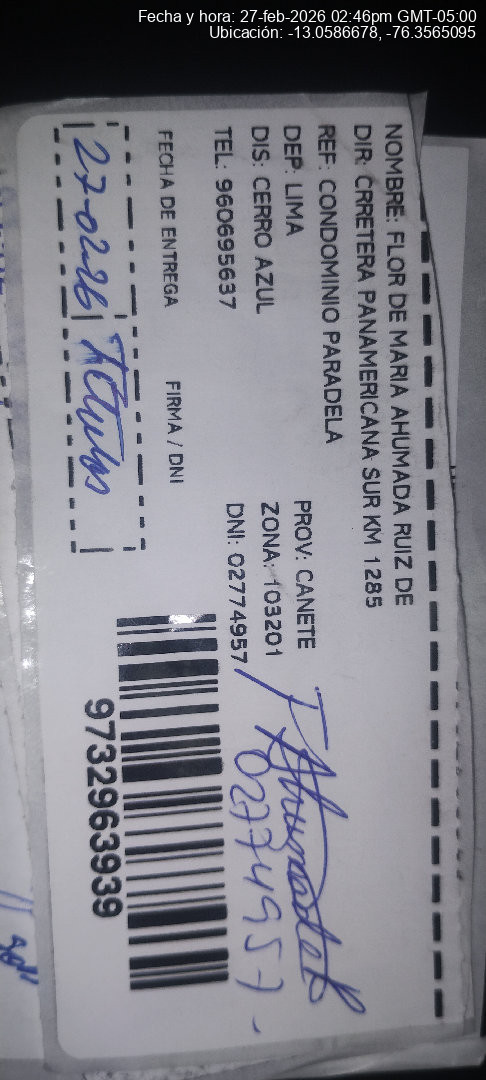 Fecha y hora: 27-feb-2026 02:46pm GMT-05:00
Ubicación: -13.0586678, -76.3565095
NOMBRE: FLOR DE MARIA AHUMADA RUIZ DE
DIR: CRRETERA PANAMERICANA SUR KM 1285
REF: CONDOMINIO PARADELA
DEP: LIMA PROV: CANETE
DIS: CERRO AZUL ZONA: 103201
TEL: 960695637 DNI: 02774957
02774957
FECHA DE ENTREGA FIRMA / DNI
27-02-26
9732963939